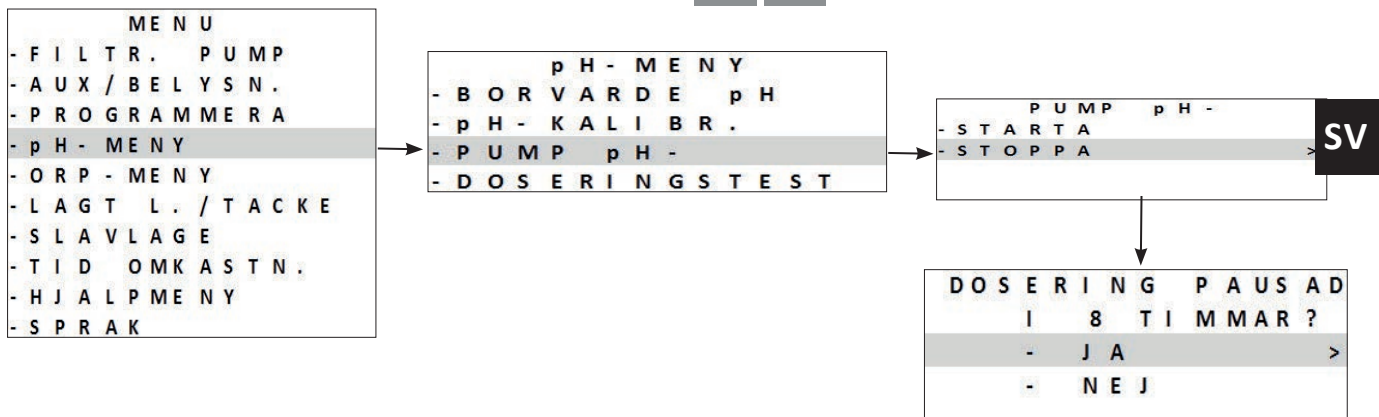 MENU
-FILTR. PUMP
-AUX/BELYSN.
-PROGRAMMERA
-pH-MENY
-ORP-MENY
-LAGT L./TACKE
-SLAVLAGE
-TID OMKASTN.
-HJALPMENY
-SPRAK
pH-MENY
-BORVARDE pH
-pH-KALIBR.
-PUMP pH-
-DOSERINGSTEST
PUMP pH-
-STARTA
-STOPPA >
SV
DOSERING PAUSAD
I 8 TIMMAR?
- JA >
- NEJ